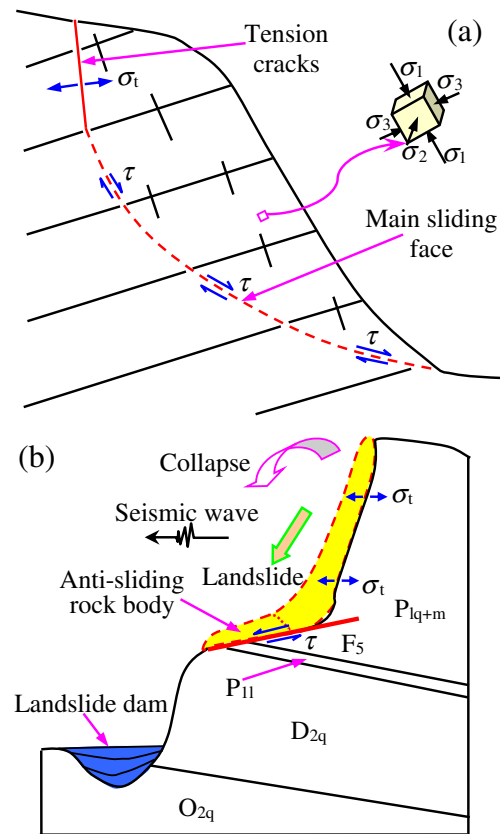 (a)
Tension
cracks
σt
σ1
σ3
σ3
σ2
σ1
τ
Main sliding
face
τ
τ
(b)
Collapse
σt
Seismic wave
Landslide
Anti-sliding
rock body
σt
P1q+m
τ
F5
P11
Landslide dam
D2q
O2q